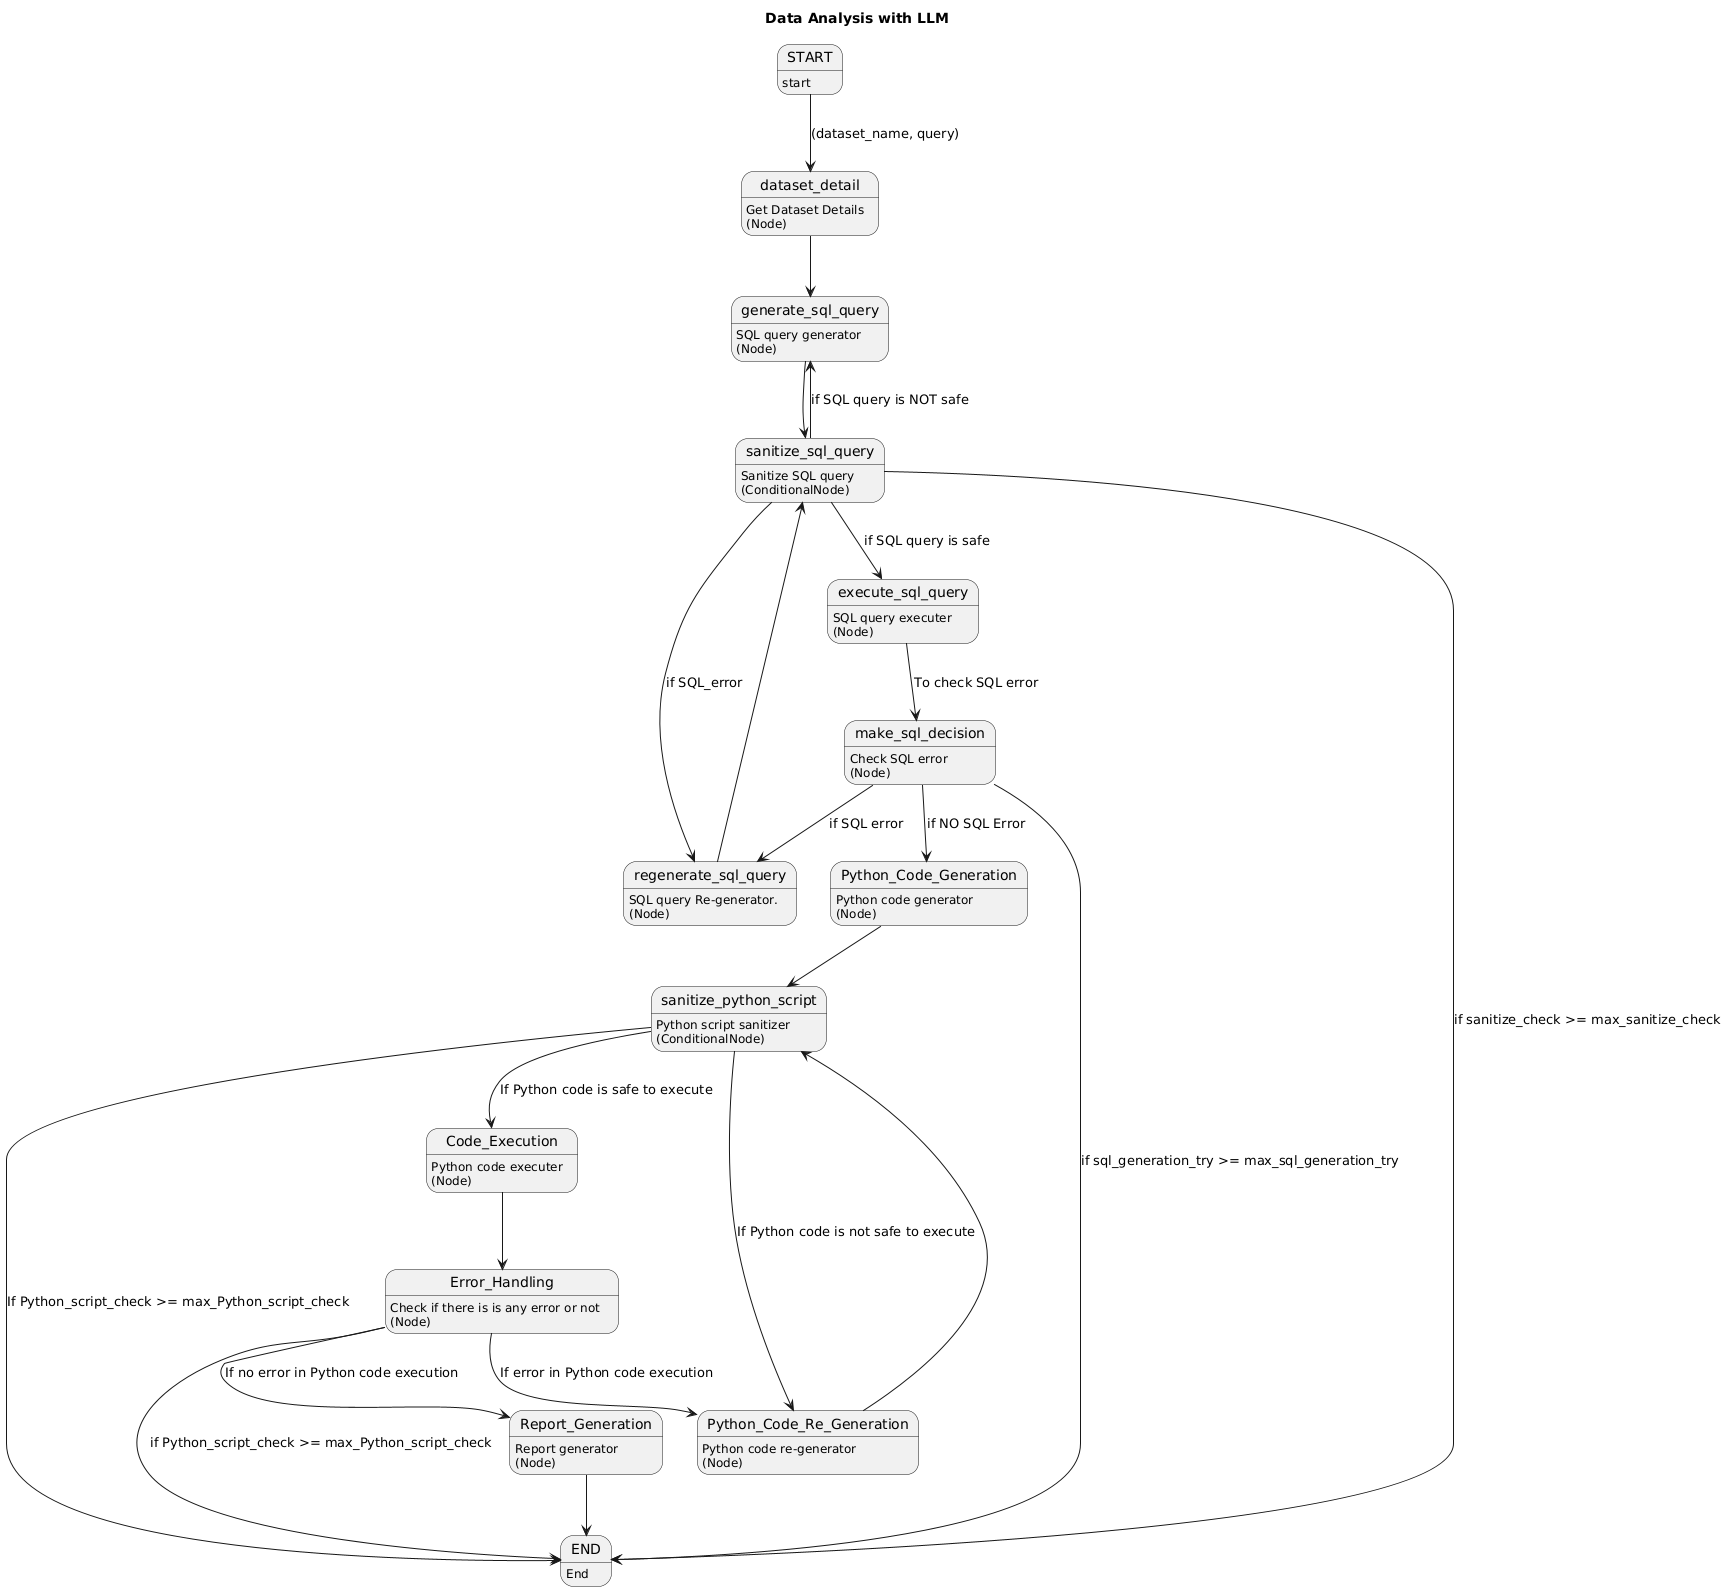 Data Analysis with LLM
START
start
(dataset_name, query)
dataset_detail
Get Dataset Details
(Node)
generate_sql_query
SQL query generator
(Node)
if SQL query is NOT safe
sanitize_sql_query
Sanitize SQL query
(ConditionalNode)
if SQL query is safe
execute_sql_query
SQL query executer
(Node)
if SQL_error
To check SQL error
make_sql_decision
Check SQL error
(Node)
if SQL error
if NO SQL Error
regenerate_sql_query
SQL query Re-generator.
(Node)
Python_Code_Generation
Python code generator
(Node)
sanitize_python_script
Python script sanitizer
(ConditionalNode)
if sanitize_check >= max_sanitize_check
If Python code is safe to execute
Code_Execution
Python code executer
(Node)
if sql_generation_try >= max_sql_generation_try
If Python code is not safe to execute
Error_Handling
Check if there is is any error or not
(Node)
If Python_script_check >= max_Python_script_check
If no error in Python code execution
If error in Python code execution
Report_Generation
Report generator
(Node)
Python_Code_Re_Generation
Python code re-generator
(Node)
if Python_script_check >= max_Python_script_check
END
End